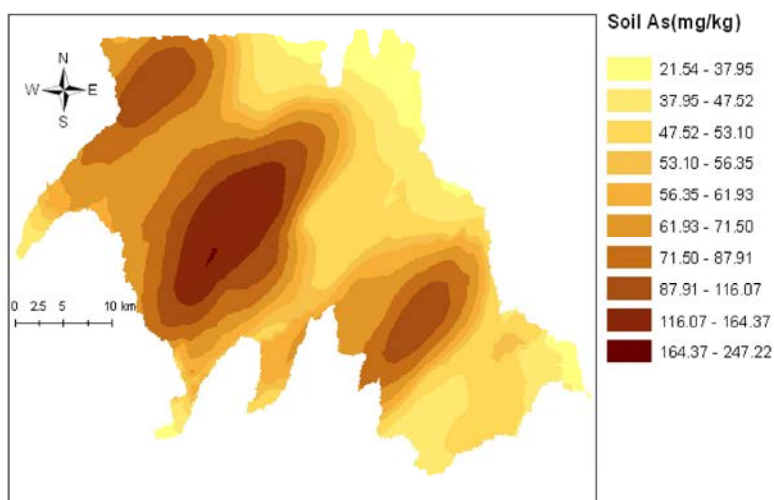 Soil As(mg/kg)
N
W E
S
21.54 - 37.95
37.95 - 47.52
47.52 - 53.10
53.10 - 56.35
56.35 - 61.93
61.93 - 71.50
71.50 - 87.91
87.91 - 116.07
116.07 - 164.37
164.37 - 247.22
0 2.5 5 10 km